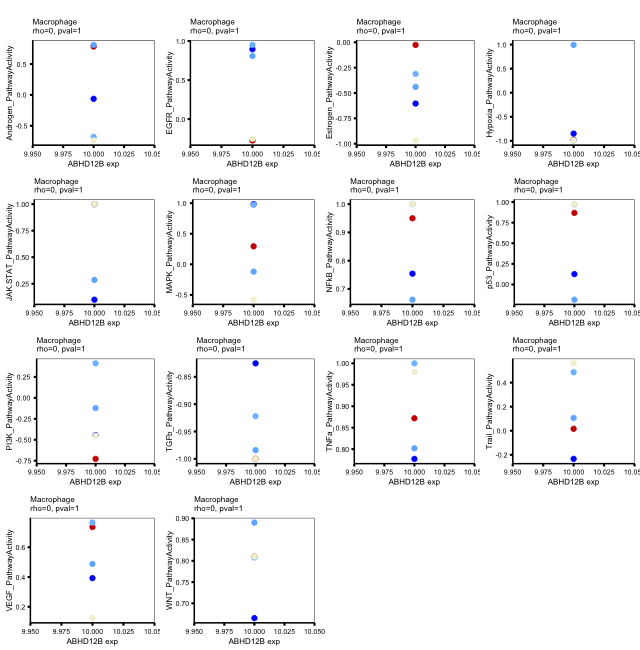 Macrophage
rho=0, pval=1
Androgen_PathwayActivity
0.5
0.0
-0.5
9.950
9.975
10.000
10.025
10.05
ABHD12B exp
Macrophage
rho=0, pval=1
EGFR_PathwayActivity
1.0
0.5
0.0
9.950
9.975
10.000
10.025
10.05
ABHD12B exp
Macrophage
rho=0, pval=1
Estrogen_PathwayActivity
0.00
-0.25
-0.50
-0.75
-1.00
9.950
9.975
10.000
10.025
10.05
ABHD12B exp
Macrophage
rho=0, pval=1
Hypoxia_PathwayActivity
1.0
0.5
0.0
-0.5
-1.0
9.950
9.975
10.000
10.025
10.05
ABHD12B exp
Macrophage
rho=0, pval=1
JAK.STAT_PathwayActivity
1.00
0.75
0.50
0.25
9.950
9.975
10.000
10.025
10.05
ABHD12B exp
Macrophage
rho=0, pval=1
MAPK_PathwayActivity
1.0
0.5
0.0
-0.5
9.950
9.975
10.000
10.025
10.05
ABHD12B exp
Macrophage
rho=0, pval=1
NFkB_PathwayActivity
1.0
0.9
0.8
0.7
9.950
9.975
10.000
10.025
10.05
ABHD12B exp
Macrophage
rho=0, pval=1
p53_PathwayActivity
1.00
0.75
0.50
0.25
0.00
9.950
9.975
10.000
10.025
10.05
ABHD12B exp
Macrophage
rho=0, pval=1
PI3K_PathwayActivity
0.25
0.00
-0.25
-0.50
-0.75
9.950
9.975
10.000
10.025
10.05
ABHD12B exp
Macrophage
rho=0, pval=1
TGFb_PathwayActivity
-0.85
-0.90
-0.95
-1.00
9.950
9.975
10.000
10.025
10.05
ABHD12B exp
Macrophage
rho=0, pval=1
TNFa_PathwayActivity
1.00
0.95
0.90
0.85
0.80
9.950
9.975
10.000
10.025
10.05
ABHD12B exp
Macrophage
rho=0, pval=1
Trail_PathwayActivity
0.4
0.2
0.0
-0.2
9.950
9.975
10.000
10.025
10.05
ABHD12B exp
Macrophage
rho=0, pval=1
VEGF_PathwayActivity
0.6
0.4
0.2
9.950
9.975
10.000
10.025
10.05
ABHD12B exp
Macrophage
rho=0, pval=1
WNT_PathwayActivity
0.90
0.85
0.80
0.75
0.70
9.950
9.975
10.000
10.025
10.050
ABHD12B exp